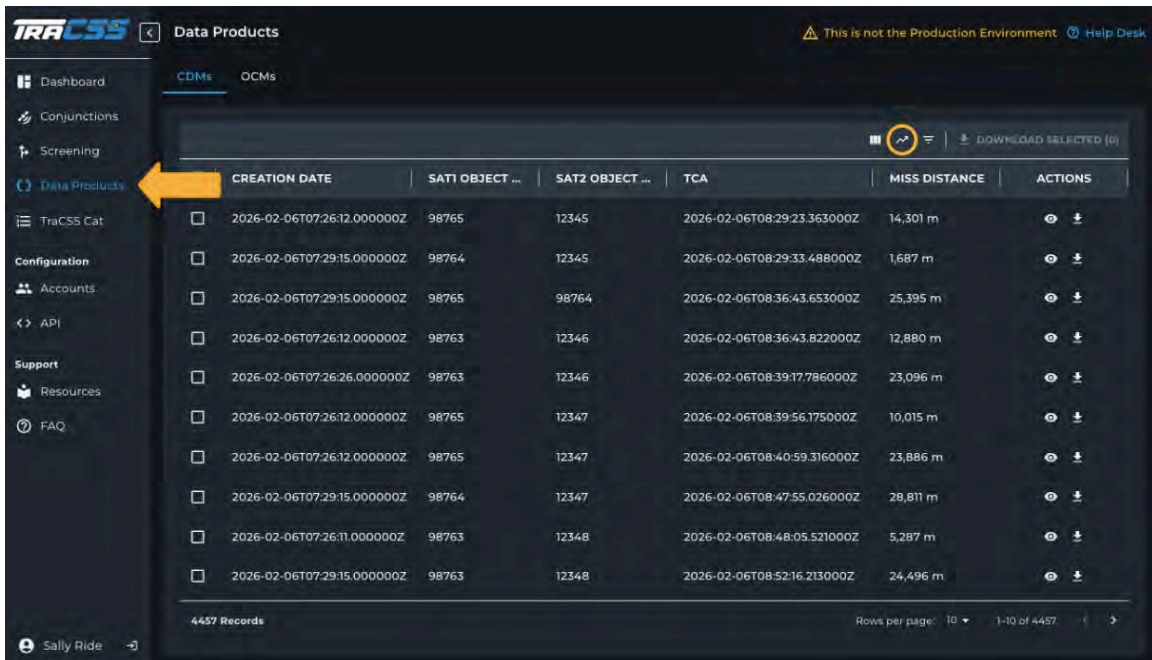 TRACSS
Data Products
This is not the Production Environment
Help Desk
Dashboard
Conjunctions
Screening
Data Products
TraCSS Cat
Configuration
Accounts
API
Support
Resources
FAQ
Sally Ride
CDMs OCMs
DOWNLOAD SELECTED (0)
CREATION DATE SAT1 OBJECT ... SAT2 OBJECT ... TCA MISS DISTANCE ACTIONS
2026-02-06T07:26:12.000000Z 98765 12345 2026-02-06T08:29:23.363000Z 14,301 m
2026-02-06T07:29:15.000000Z 98764 12345 2026-02-06T08:29:33.488000Z 1,687 m
2026-02-06T07:29:15.000000Z 98765 98764 2026-02-06T08:36:43.653000Z 25,395 m
2026-02-06T07:26:12.000000Z 98763 12346 2026-02-06T08:36:43.822000Z 12,880 m
2026-02-06T07:26:26.000000Z 98763 12346 2026-02-06T08:39:17.786000Z 23,096 m
2026-02-06T07:26:12.000000Z 98765 12347 2026-02-06T08:39:56.175000Z 10,015 m
2026-02-06T07:26:12.000000Z 98765 12347 2026-02-06T08:40:59.316000Z 23,886 m
2026-02-06T07:29:15.000000Z 98764 12347 2026-02-06T08:47:55.026000Z 28,811 m
2026-02-06T07:26:11.000000Z 98763 12348 2026-02-06T08:48:05.521000Z 5,287 m
2026-02-06T07:29:15.000000Z 98763 12348 2026-02-06T08:52:16.213000Z 24,496 m
4457 Records Rows per page: 10 1-10 of 4457